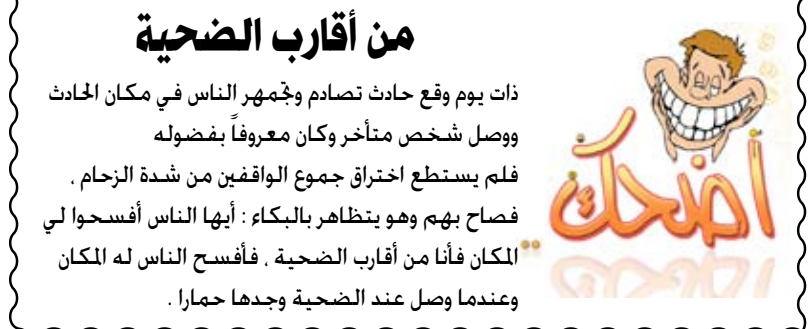 من أقارب الضحية
ذات يوم وقع حادث تصادم وتجمهر الناس في مكان الحادث
ووصل شخص متأخر وكان معروفاً بفضوله
فلم يستطع اختراق جموع الواقفين من شدة الزحام .
فصاح بهم وهو يتظاهر بالبكاء : أيها الناس أفسحوا لي
المكان فأنا من أقارب الضحية . فأفسح الناس له المكان
وعندما وصل عند الضحية وجدها حمارا .
أضحك ..